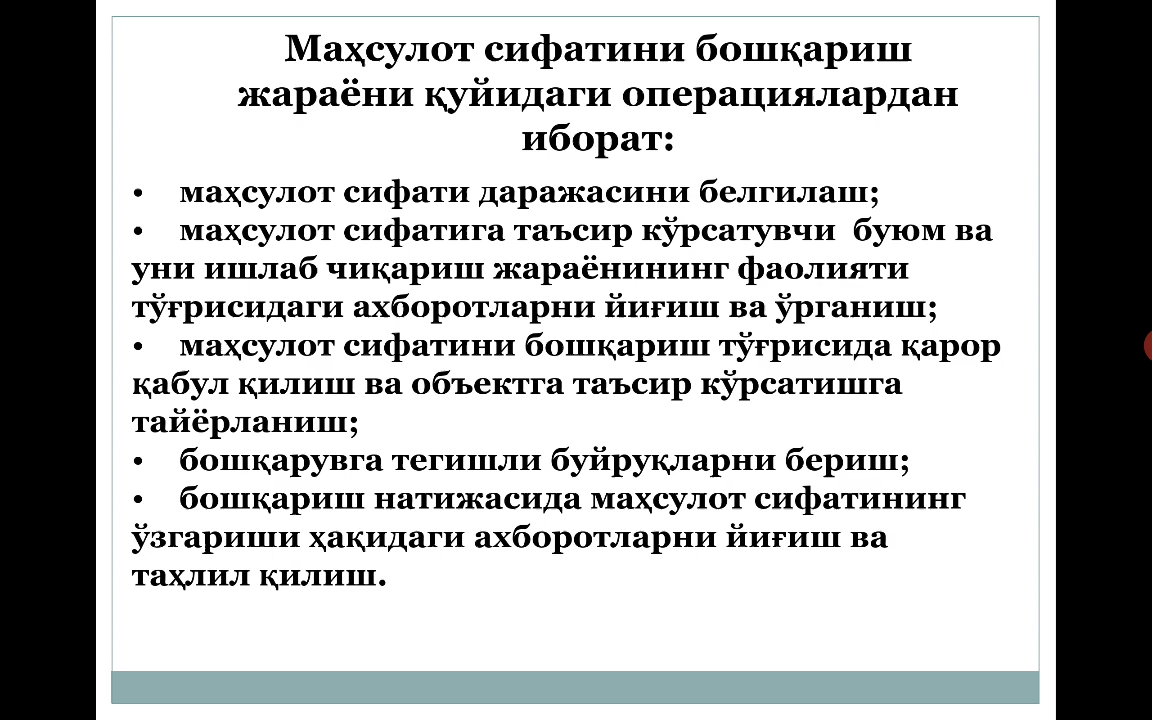 Маҳсулот сифатини бошқариш
жараёни қуйидаги операциялардан
иборат:
• маҳсулот сифати даражасини белгилаш;
• маҳсулот сифатига таъсир кўрсатувчи  буюм ва
уни ишлаб чиқариш жараёнининг фаолияти
тўғрисидаги ахборотларни йиғиш ва ўрганиш;
• маҳсулот сифатини бошқариш тўғрисида қарор
қабул қилиш ва объектга таъсир кўрсатишга
тайёрланиш;
• бошқарувга тегишли буйруқларни бериш;
• бошқариш натижасида маҳсулот сифатининг
ўзгариши ҳақидаги ахборотларни йиғиш ва
таҳлил қилиш.